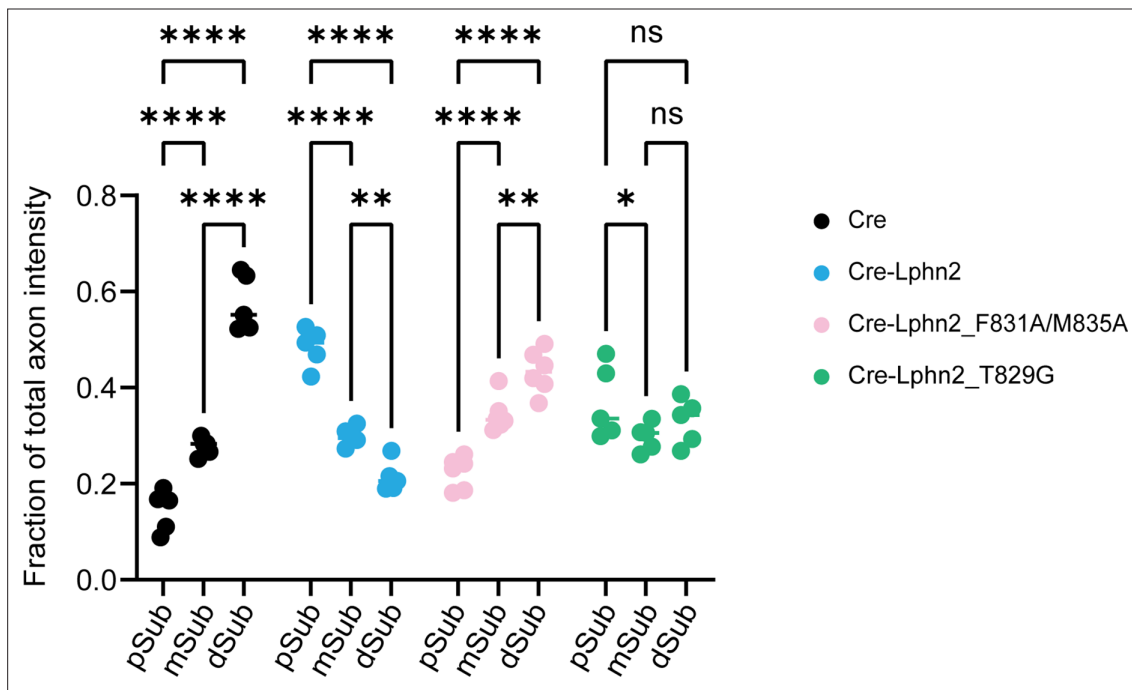 **** **** **** ns
**** **** **** ns
**** ** ** *
Fraction of total axon intensity
0.8
0.6
0.4
0.2
0.0
pSub mSub dSub pSub mSub dSub pSub mSub dSub pSub mSub dSub
Cre
Cre-Lphn2
Cre-Lphn2_F831A/M835A
Cre-Lphn2_T829G